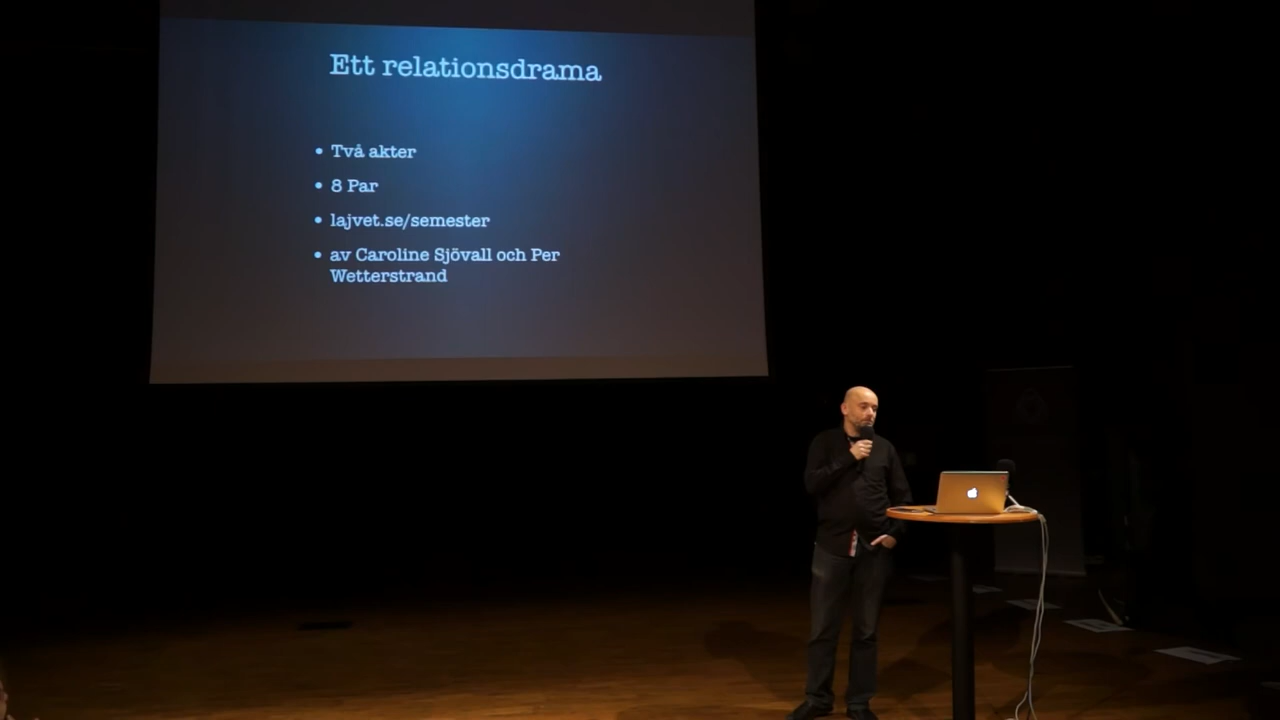 Ett relationsdrama
• Två akter
• 8 Par
• lajvet.se/semester
• av Caroline Sjövall och Per
Wetterstrand